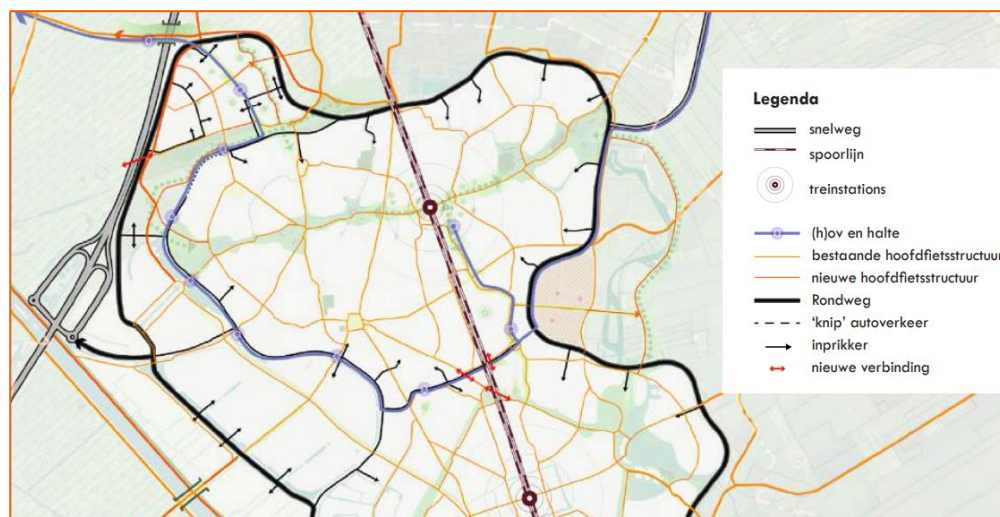 Legenda
snelweg
spoorlijn
treinstations
(h)ov en halte
bestaande hoofdfietsstructuur
nieuwe hoofdfietsstructuur
Rondweg
'knip' autoverkeer
inprikker
nieuwe verbinding